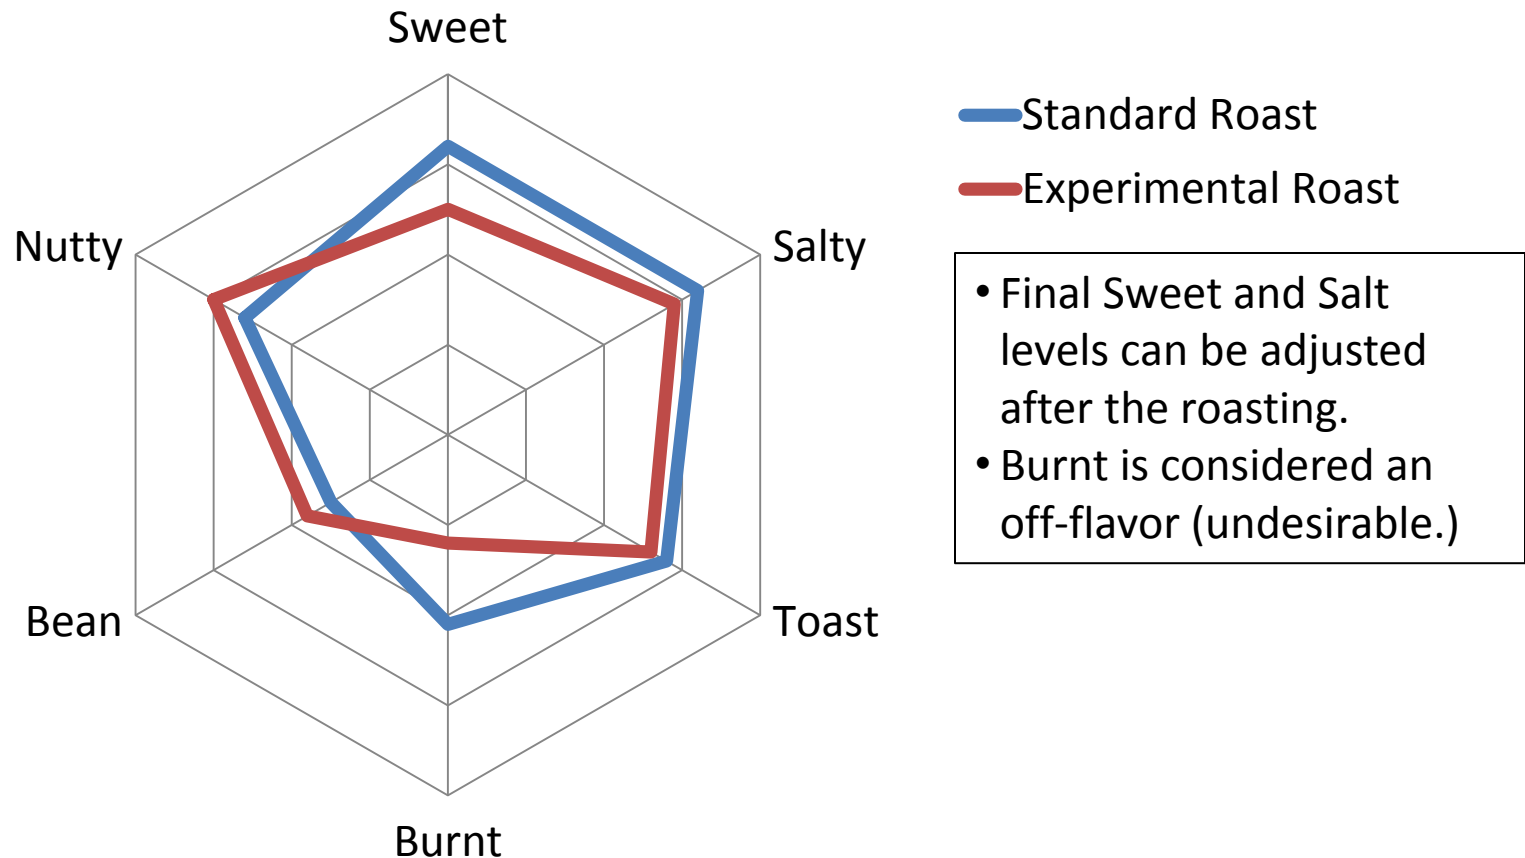 Sweet
Standard Roast
Experimental Roast
Nutty
Salty
• Final Sweet and Salt
levels can be adjusted
after the roasting.
• Burnt is considered an
off-flavor (undesirable.)
Bean
Toast
Burnt